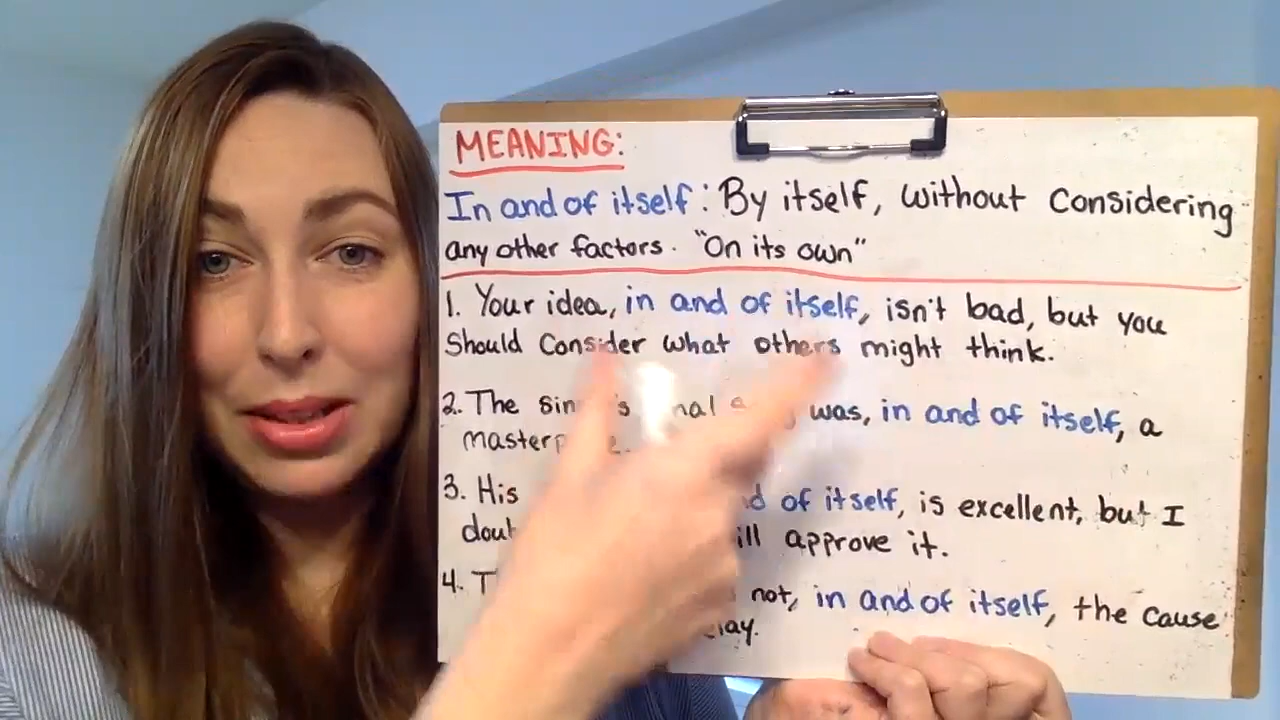 MEANING:
In and of itself: By itself, without Considering
any other factors. "On its own"
1. Your idea, in and of itself, isn't bad, but you
Should Consider what others might think.
2. The was, in and of itself, a
3. His of itself, is excellent, but I
approve it.
4. not, in and of itself, the cause